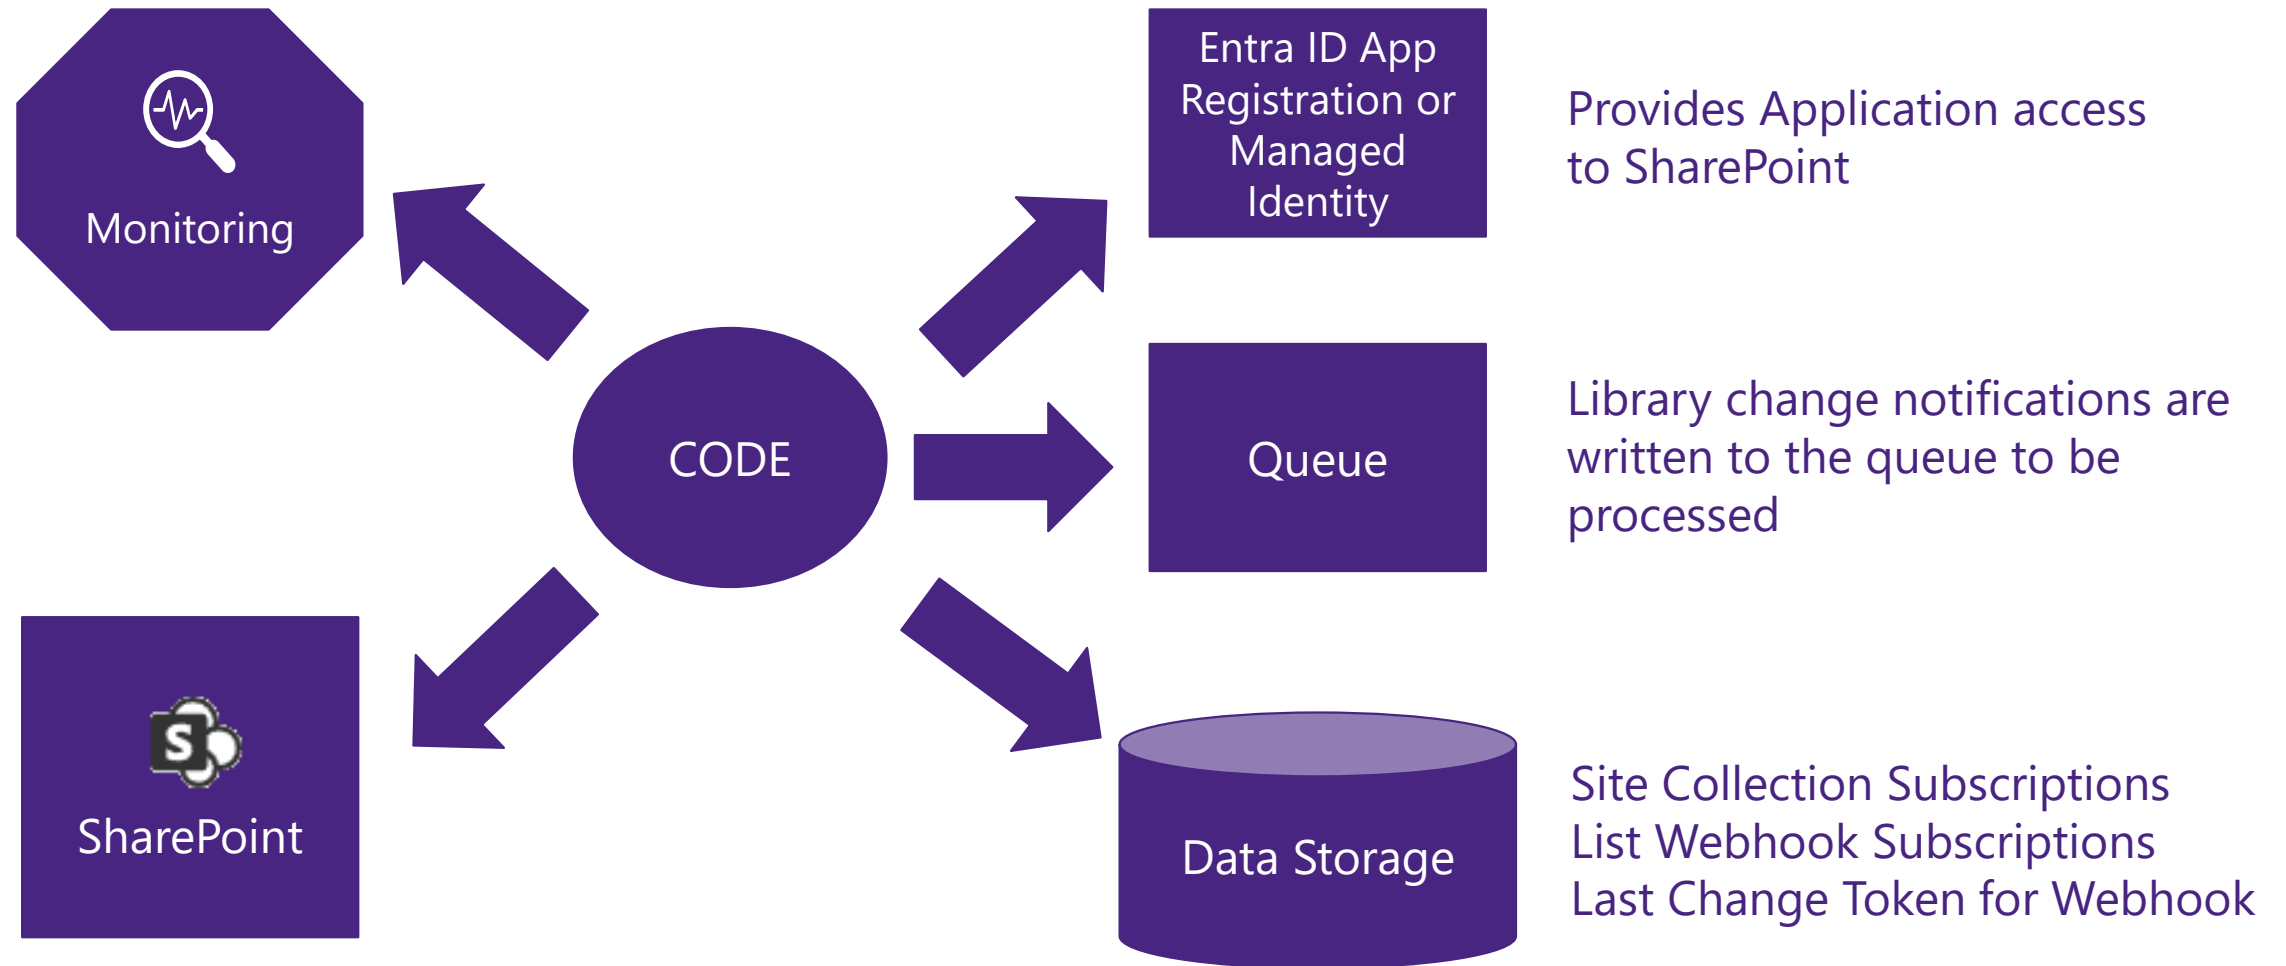 Monitoring
Entra ID App
Registration or
Managed
Identity
Provides Application access
to SharePoint
CODE
Queue
Library change notifications are
written to the queue to be
processed
S
SharePoint
Data Storage
Site Collection Subscriptions
List Webhook Subscriptions
Last Change Token for Webhook